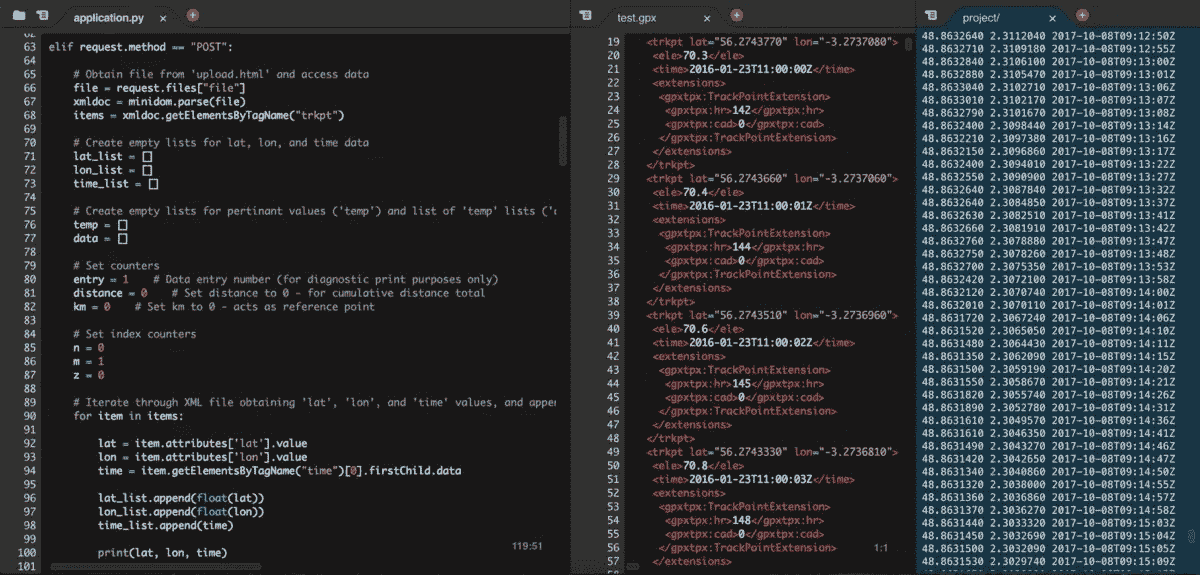 application.py
62
63 elif request.method == "POST":
64
65 # Obtain file from 'upload.html' and access data
66 file = request.files["file"]
67 xmldoc = minidom.parse(file)
68 items = xmldoc.getElementsByTagName("trkpt")
69
70 # Create empty lists for lat, lon, and time data
71 lat_list = []
72 lon_list = []
73 time_list = []
74
75 # Create empty lists for pertinant values ('temp') and list of 'temp' lists ('
76 temp = []
77 data = []
78
79 # Set counters
80 entry = 1 # Data entry number (for diagnostic print purposes only)
81 distance = 0 # Set distance to 0 - for cumulative distance total
82 km = 0 # Set km to 0 - acts as reference point
83
84 # Set index counters
85 n = 0
86 m = 1
87 z = 0
88
89 # Iterate through XML file obtaining 'lat', 'lon', and 'time' values, and appen
90 for item in items:
91
92 lat = item.attributes['lat'].value
93 lon = item.attributes['lon'].value
94 time = item.getElementsByTagName("time")[0].firstChild.data
95
96 lat_list.append(float(lat))
97 lon_list.append(float(lon))
98 time_list.append(time)
99
100 print(lat, lon, time)
101
119:51
test.gpx
19 <trkpt lat="56.2743770" lon="-3.2737080">
20 <ele>70.3</ele>
21 <time>2016-01-23T11:00:00Z</time>
22 <extensions>
23 <gpxtpx:TrackPointExtension>
24 <gpxtpx:hr>142</gpxtpx:hr>
25 <gpxtpx:cad>0</gpxtpx:cad>
26 </gpxtpx:TrackPointExtension>
27 </extensions>
28 </trkpt>
29 <trkpt lat="56.2743660" lon="-3.2737060">
30 <ele>70.4</ele>
31 <time>2016-01-23T11:00:01Z</time>
32 <extensions>
33 <gpxtpx:TrackPointExtension>
34 <gpxtpx:hr>144</gpxtpx:hr>
35 <gpxtpx:cad>0</gpxtpx:cad>
36 </gpxtpx:TrackPointExtension>
37 </extensions>
38 </trkpt>
39 <trkpt lat="56.2743510" lon="-3.2736960">
40 <ele>70.6</ele>
41 <time>2016-01-23T11:00:02Z</time>
42 <extensions>
43 <gpxtpx:TrackPointExtension>
44 <gpxtpx:hr>145</gpxtpx:hr>
45 <gpxtpx:cad>0</gpxtpx:cad>
46 </gpxtpx:TrackPointExtension>
47 </extensions>
48 </trkpt>
49 <trkpt lat="56.2743330" lon="-3.2736810">
50 <ele>70.8</ele>
51 <time>2016-01-23T11:00:03Z</time>
52 <extensions>
53 <gpxtpx:TrackPointExtension>
54 <gpxtpx:hr>148</gpxtpx:hr>
55 <gpxtpx:cad>0</gpxtpx:cad>
56 </gpxtpx:TrackPointExtension>
57 </extensions>
1:1
project/
48.8632640 2.3112040 2017-10-08T09:12:50Z
48.8632710 2.3109180 2017-10-08T09:12:55Z
48.8632840 2.3106100 2017-10-08T09:13:00Z
48.8632880 2.3105470 2017-10-08T09:13:01Z
48.8633040 2.3102710 2017-10-08T09:13:06Z
48.8633010 2.3102170 2017-10-08T09:13:07Z
48.8632790 2.3101670 2017-10-08T09:13:08Z
48.8632400 2.3098440 2017-10-08T09:13:14Z
48.8632210 2.3097380 2017-10-08T09:13:16Z
48.8632150 2.3096860 2017-10-08T09:13:17Z
48.8632400 2.3094010 2017-10-08T09:13:22Z
48.8632550 2.3090900 2017-10-08T09:13:27Z
48.8632640 2.3087840 2017-10-08T09:13:32Z
48.8632640 2.3084850 2017-10-08T09:13:37Z
48.8632630 2.3082510 2017-10-08T09:13:41Z
48.8632660 2.3081910 2017-10-08T09:13:42Z
48.8632760 2.3078880 2017-10-08T09:13:47Z
48.8632750 2.3078260 2017-10-08T09:13:48Z
48.8632700 2.3075350 2017-10-08T09:13:53Z
48.8632420 2.3072100 2017-10-08T09:13:58Z
48.8632120 2.3070740 2017-10-08T09:14:00Z
48.8632010 2.3070110 2017-10-08T09:14:01Z
48.8631720 2.3067240 2017-10-08T09:14:06Z
48.8631520 2.3065050 2017-10-08T09:14:10Z
48.8631480 2.3064430 2017-10-08T09:14:11Z
48.8631350 2.3062090 2017-10-08T09:14:15Z
48.8631500 2.3059190 2017-10-08T09:14:20Z
48.8631550 2.3058670 2017-10-08T09:14:21Z
48.8631820 2.3055740 2017-10-08T09:14:26Z
48.8631890 2.3052780 2017-10-08T09:14:31Z
48.8631610 2.3049570 2017-10-08T09:14:36Z
48.8631610 2.3046350 2017-10-08T09:14:41Z
48.8631490 2.3043270 2017-10-08T09:14:46Z
48.8631420 2.3042650 2017-10-08T09:14:47Z
48.8631340 2.3040860 2017-10-08T09:14:50Z
48.8631320 2.3038000 2017-10-08T09:14:55Z
48.8631360 2.3036860 2017-10-08T09:14:57Z
48.8631370 2.3036270 2017-10-08T09:14:58Z
48.8631440 2.3033320 2017-10-08T09:15:03Z
48.8631450 2.3032690 2017-10-08T09:15:04Z
48.8631500 2.3032090 2017-10-08T09:15:05Z
48.8631530 2.3029740 2017-10-08T09:15:09Z